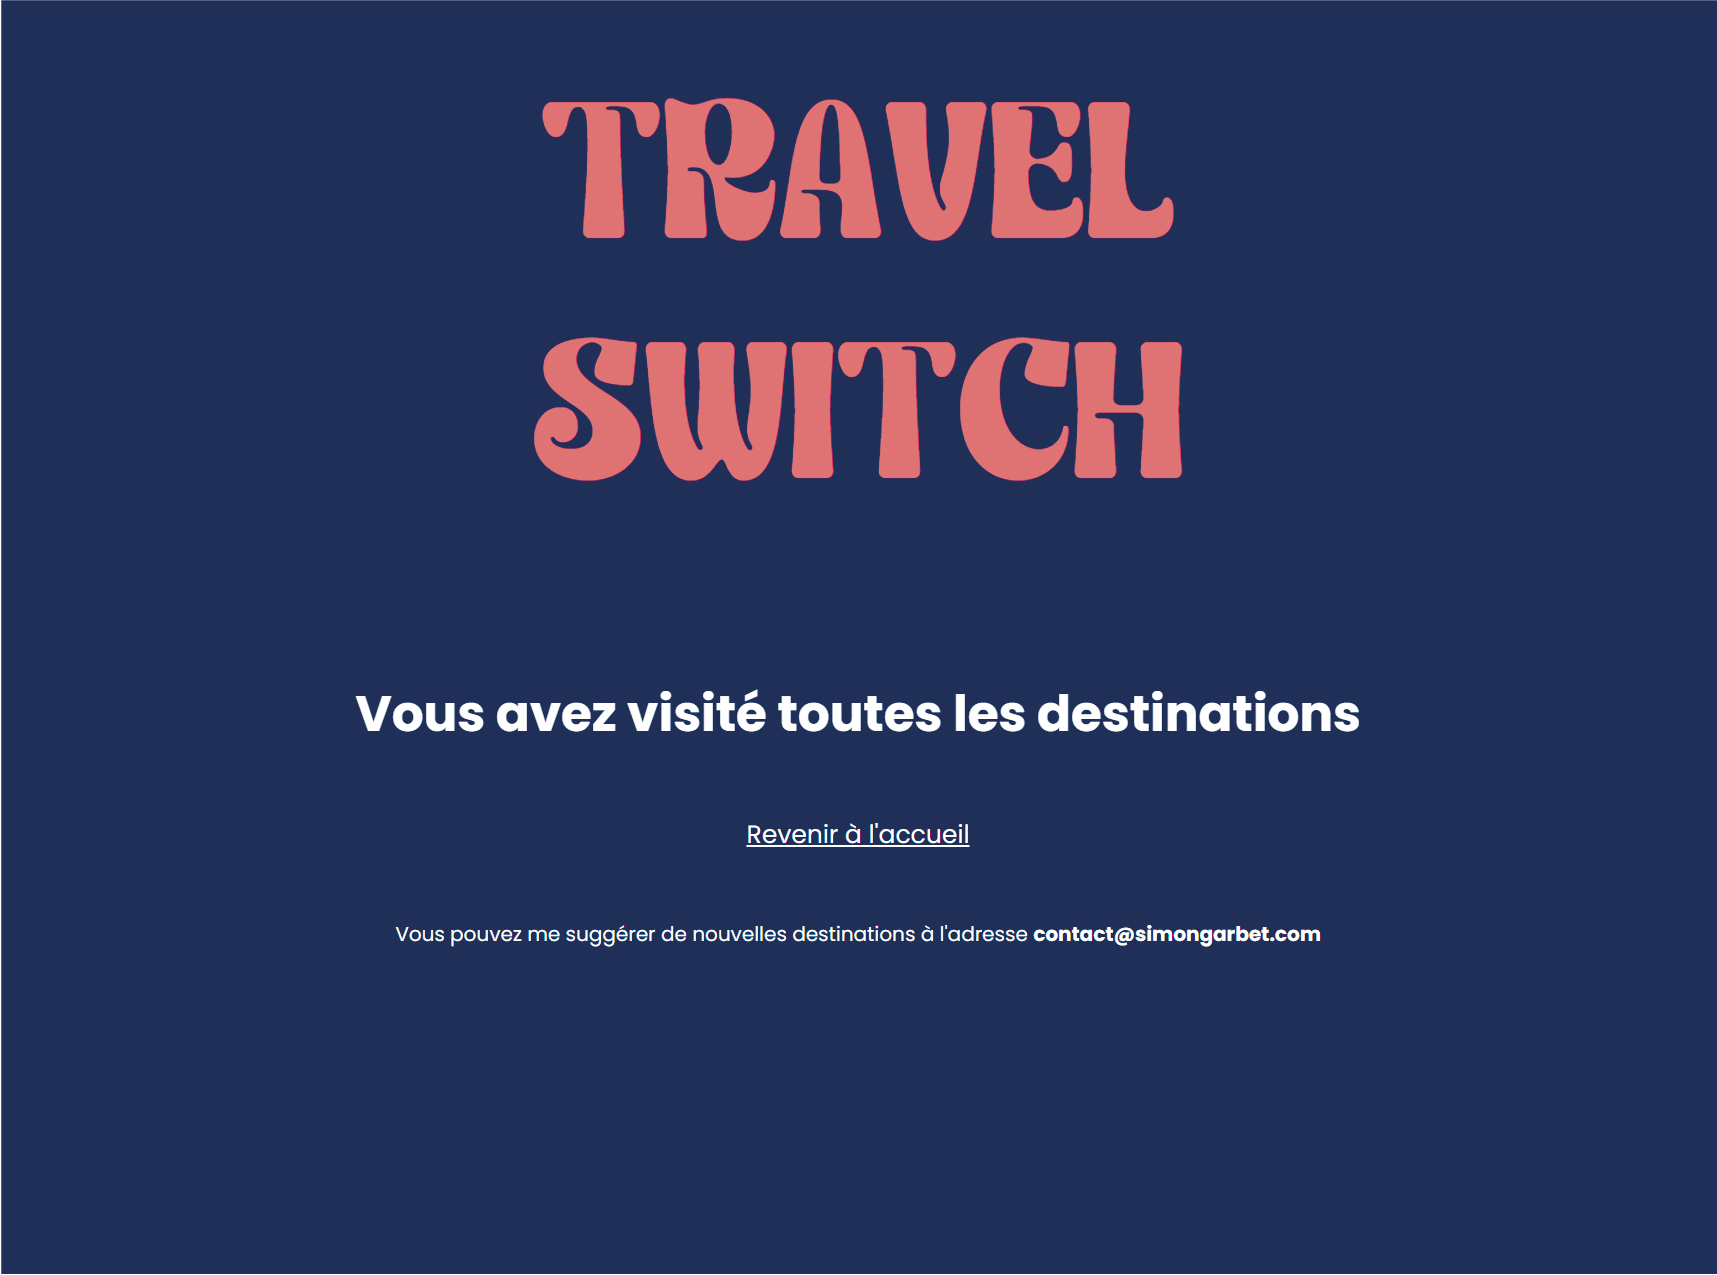 TRAVEL
SWITCH
Vous avez visité toutes les destinations
Revenir à l'accueil
Vous pouvez me suggérer de nouvelles destinations à l'adresse contact@simongarbet.com